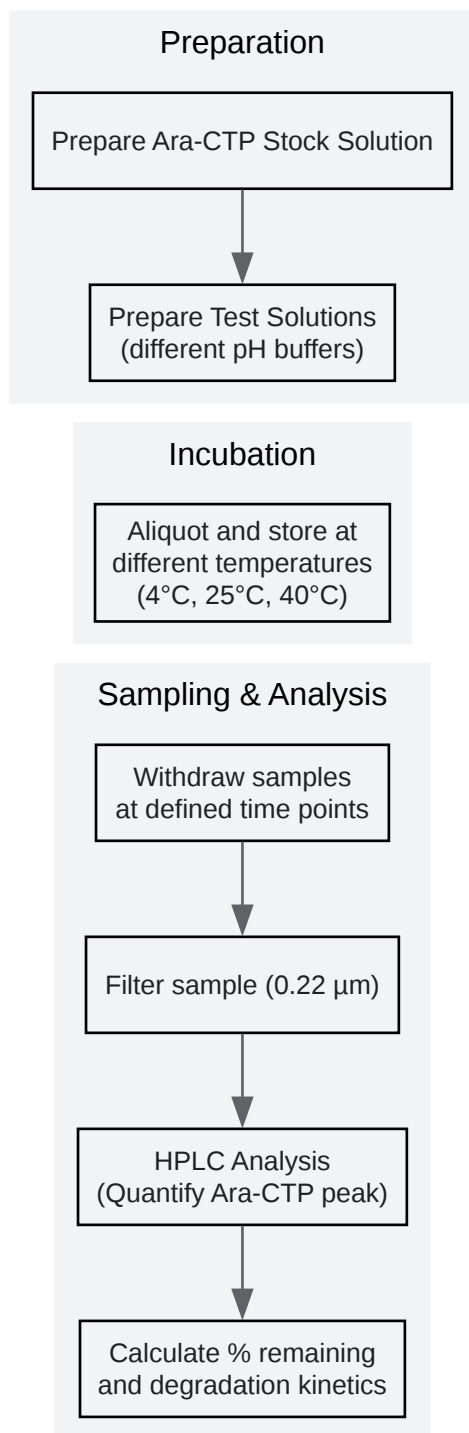 Preparation
Prepare Ara-CTP Stock Solution
Prepare Test Solutions
(different pH buffers)
Incubation
Aliquot and store at
different temperatures
(4°C, 25°C, 40°C)
Sampling & Analysis
Withdraw samples
at defined time points
Filter sample (0.22 µm)
HPLC Analysis
(Quantify Ara-CTP peak)
Calculate % remaining
and degradation kinetics